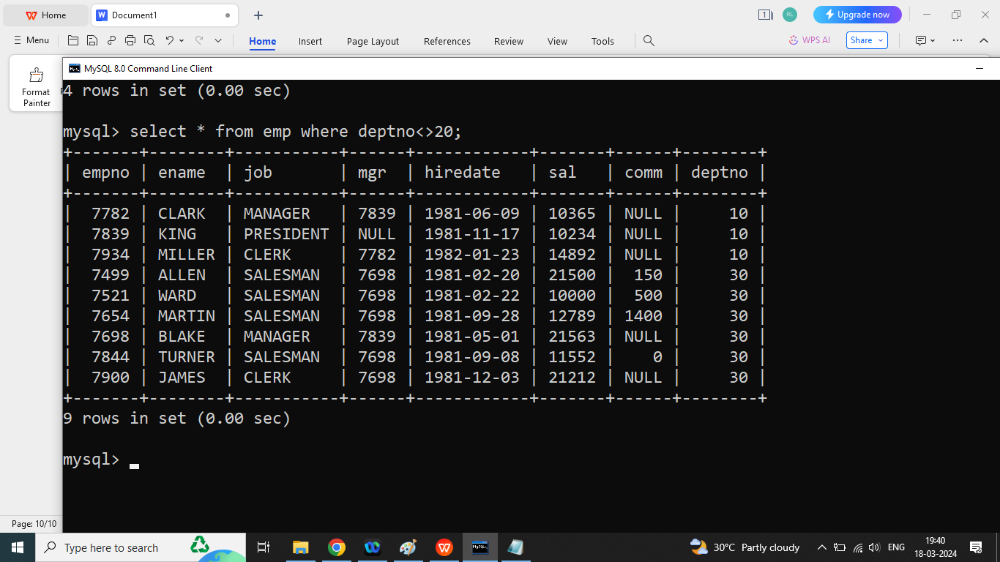 Home
W Document1
1
RL
Upgrade now
Menu
Home Insert Page Layout References Review View Tools
WPS AI
Share
Format
Painter
MySQL 8.0 Command Line Client
4 rows in set (0.00 sec)
mysql> select * from emp where deptno<>20;
+-------+--------+-----------+------+------------+-------+------+--------+
| empno | ename  | job       | mgr  | hiredate   | sal   | comm | deptno |
+-------+--------+-----------+------+------------+-------+------+--------+
|  7782 | CLARK  | MANAGER   | 7839 | 1981-06-09 | 10365 | NULL |     10 |
|  7839 | KING   | PRESIDENT | NULL | 1981-11-17 | 10234 | NULL |     10 |
|  7934 | MILLER | CLERK     | 7782 | 1982-01-23 | 14892 | NULL |     10 |
|  7499 | ALLEN  | SALESMAN  | 7698 | 1981-02-20 | 21500 |  150 |     30 |
|  7521 | WARD   | SALESMAN  | 7698 | 1981-02-22 | 10000 |  500 |     30 |
|  7654 | MARTIN | SALESMAN  | 7698 | 1981-09-28 | 12789 | 1400 |     30 |
|  7698 | BLAKE  | MANAGER   | 7839 | 1981-05-01 | 21563 | NULL |     30 |
|  7844 | TURNER | SALESMAN  | 7698 | 1981-09-08 | 11552 |    0 |     30 |
|  7900 | JAMES  | CLERK     | 7698 | 1981-12-03 | 21212 | NULL |     30 |
+-------+--------+-----------+------+------------+-------+------+--------+
9 rows in set (0.00 sec)
mysql>
Page: 10/10
Type here to search
30°C Partly cloudy
ENG
19:40
18-03-2024